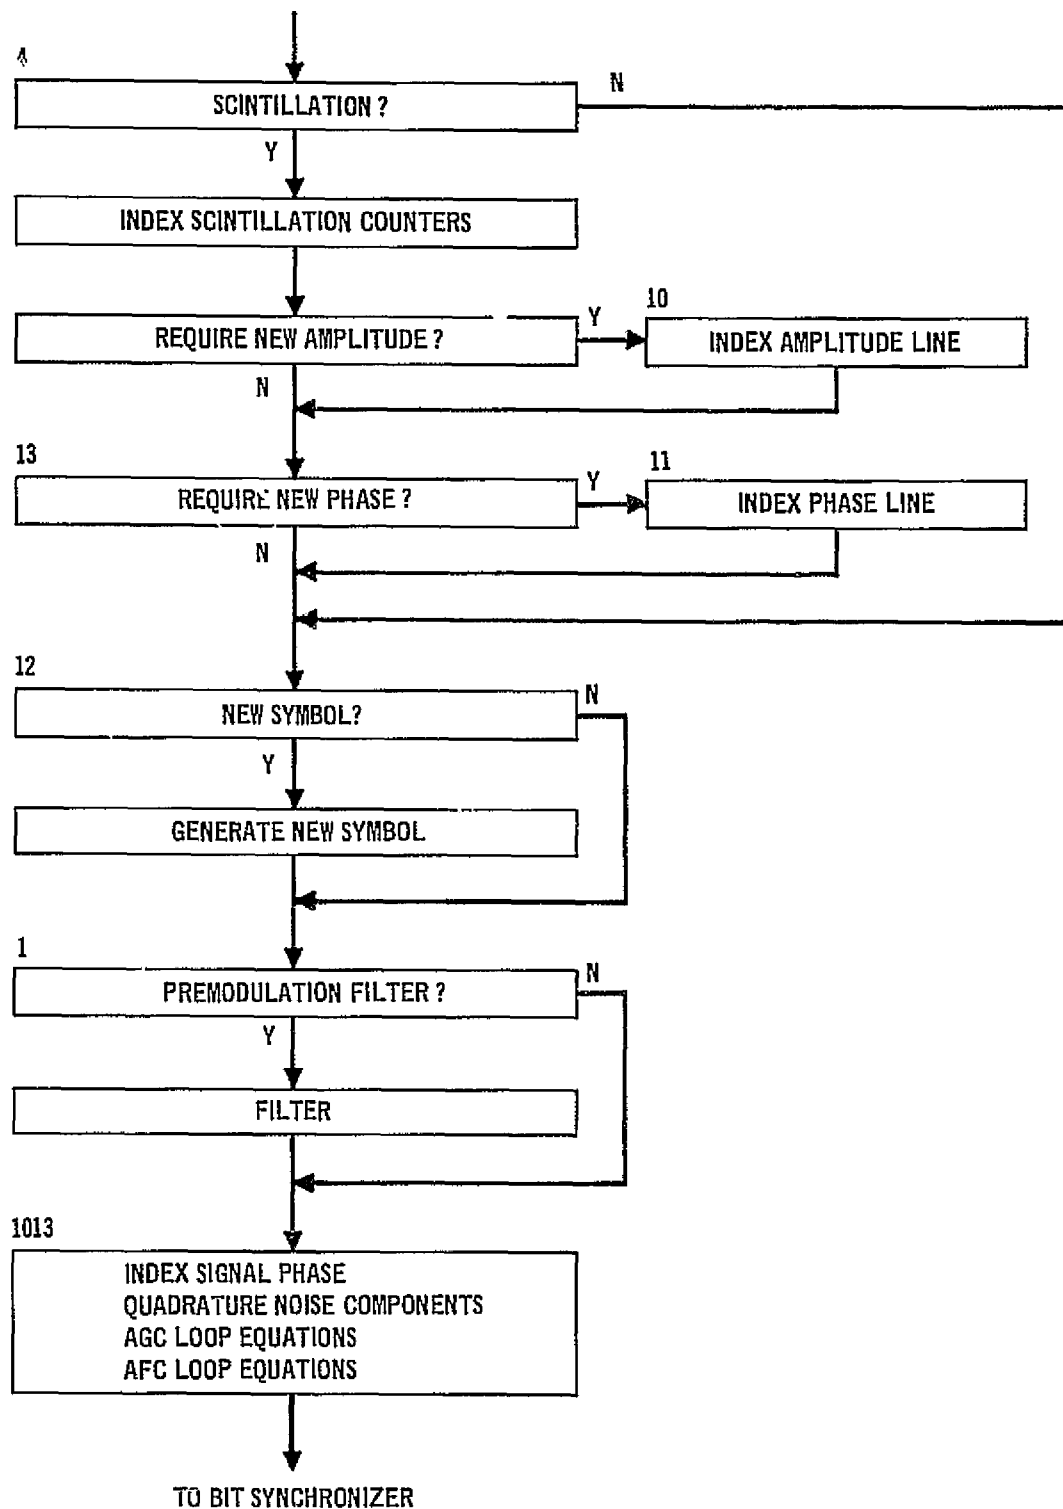 4
SCINTILLATION ?
N
Y
INDEX SCINTILLATION COUNTERS
REQUIRE NEW AMPLITUDE ?
Y
10
INDEX AMPLITUDE LINE
N
13
REQUIRE NEW PHASE ?
Y
11
INDEX PHASE LINE
N
12
NEW SYMBOL?
N
Y
GENERATE NEW SYMBOL
1
PREMODULATION FILTER ?
N
Y
FILTER
1013
INDEX SIGNAL PHASE
QUADRATURE NOISE COMPONENTS
AGC LOOP EQUATIONS
AFC LOOP EQUATIONS
TO BIT SYNCHRONIZER